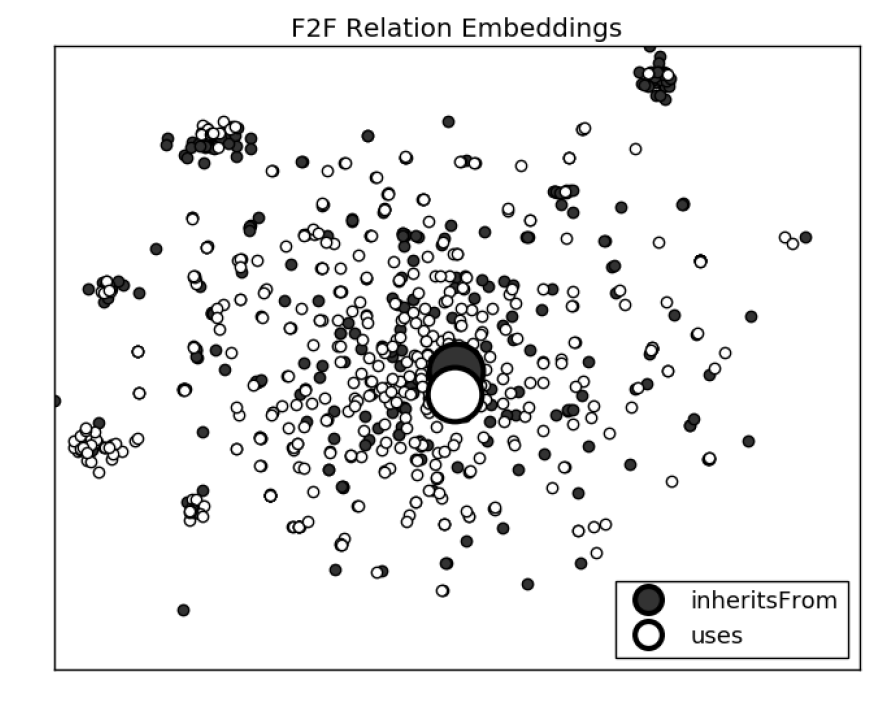 F2F Relation Embeddings
inheritsFrom
uses